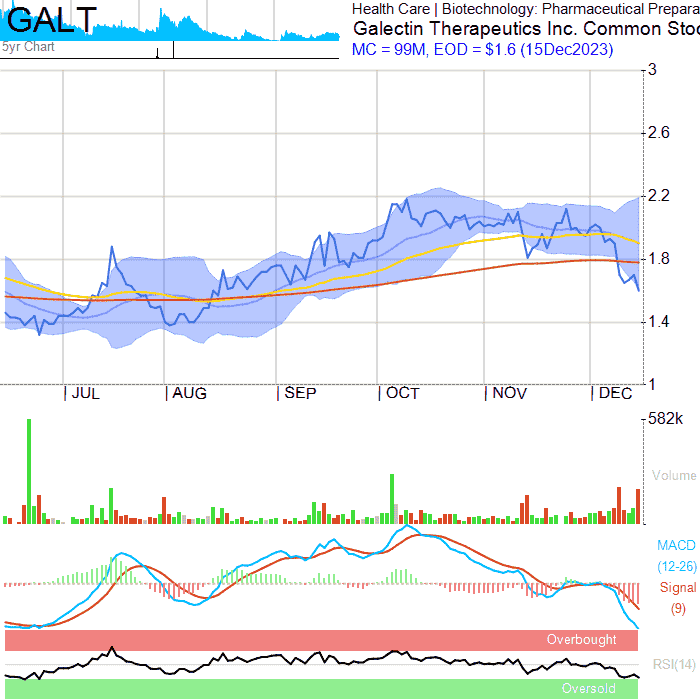 GALT
5yr Chart
Health Care | Biotechnology: Pharmaceutical Prepara
Galectin Therapeutics Inc. Common Stoc
MC = 99M, EOD = $1.6 (15Dec2023)
3
2.6
2.2
1.8
1.4
1
JUL AUG SEP OCT NOV DEC
582k
Volume
MACD
(12-26)
Signal
(9)
Overbought
RSI(14)
Oversold